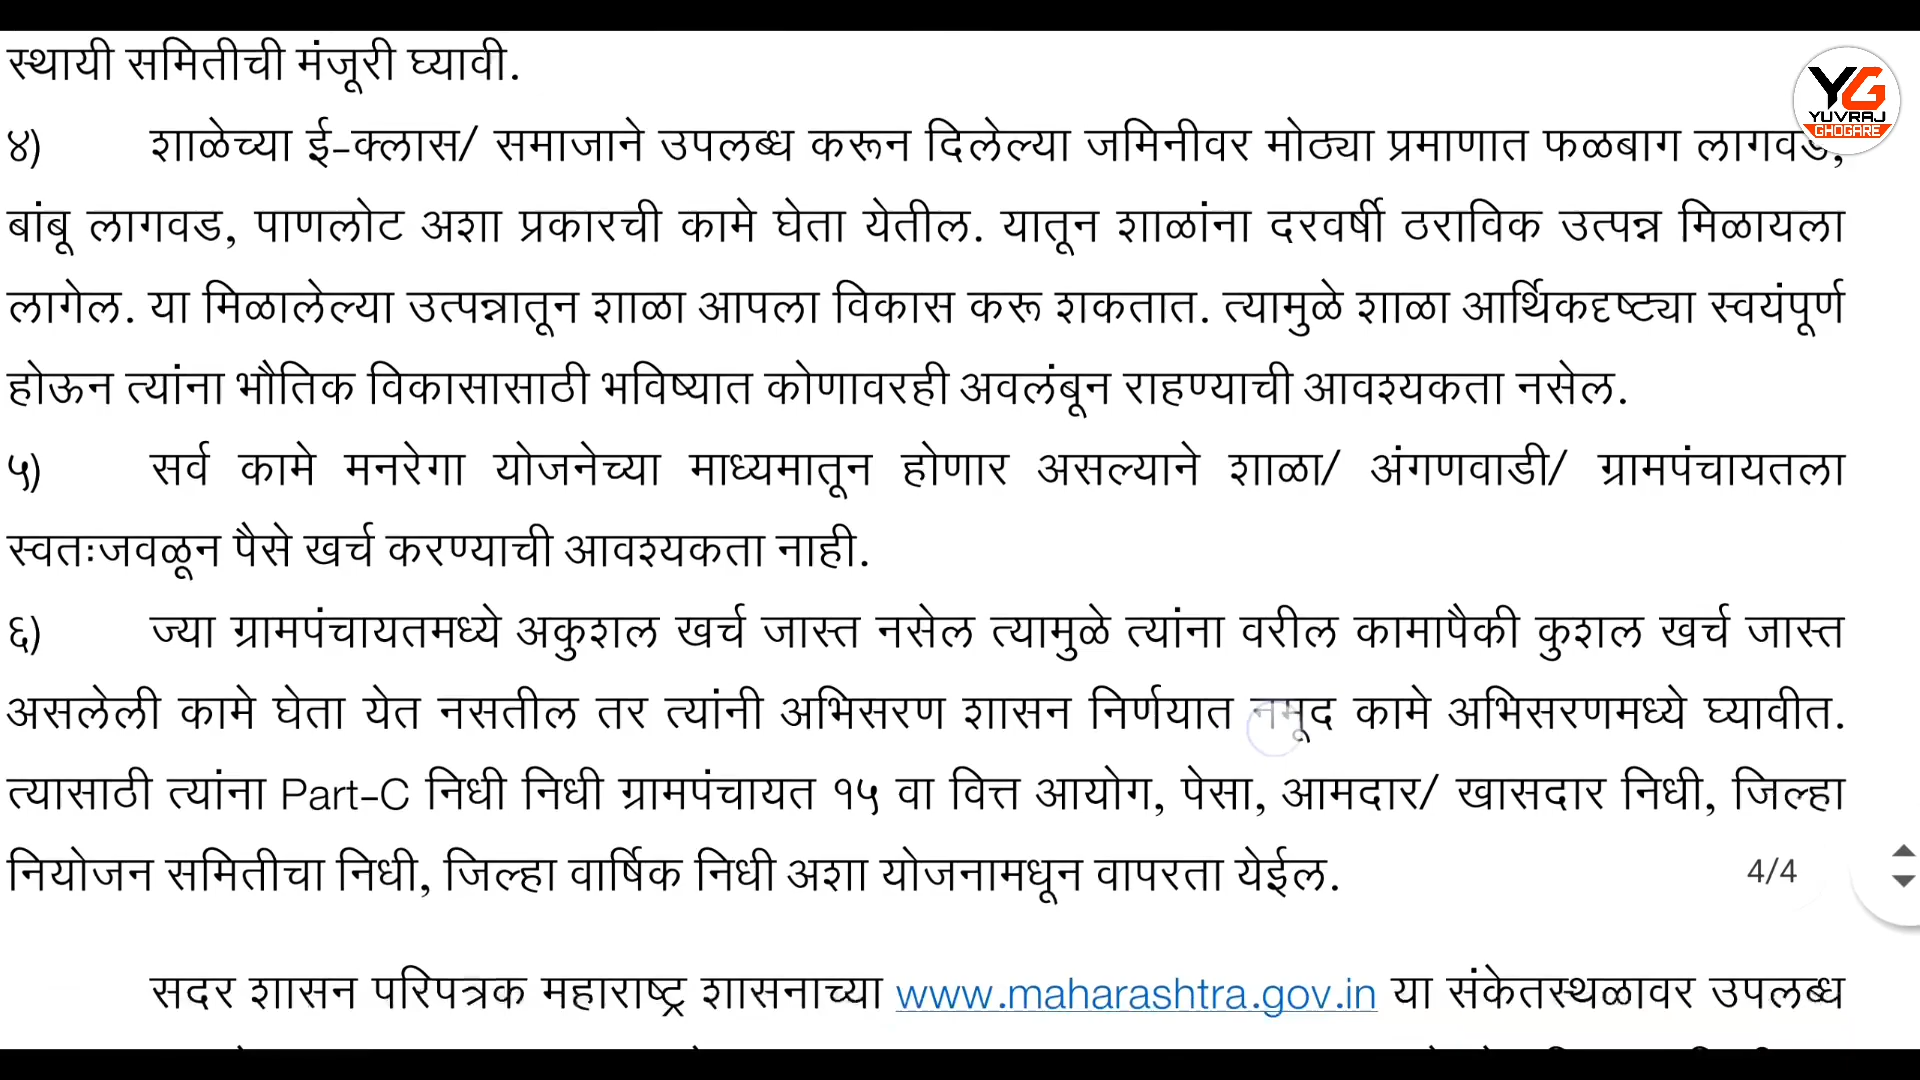 स्थायी समितीची मंजूरी घ्यावी.
YG
YUVRAJ
GHOGARE
४) शाळेच्या ई-क्लास/ समाजाने उपलब्ध करून दिलेल्या जमिनीवर मोठ्या प्रमाणात फळबाग लागवड,
बांबू लागवड, पाणलोट अशा प्रकारची कामे घेता येतील. यातून शाळांना दरवर्षी ठराविक उत्पन्न मिळायला
लागेल. या मिळालेल्या उत्पन्नातून शाळा आपला विकास करू शकतात. त्यामुळे शाळा आर्थिकदृष्ट्या स्वयंपूर्ण
होऊन त्यांना भौतिक विकासासाठी भविष्यात कोणावरही अवलंबून राहण्याची आवश्यकता नसेल.
५) सर्व कामे मनरेगा योजनेच्या माध्यमातून होणार असल्याने शाळा/ अंगणवाडी/ ग्रामपंचायतला
स्वतःजवळून पैसे खर्च करण्याची आवश्यकता नाही.
६) ज्या ग्रामपंचायतमध्ये अकुशल खर्च जास्त नसेल त्यामुळे त्यांना वरील कामापैकी कुशल खर्च जास्त
असलेली कामे घेता येत नसतील तर त्यांनी अभिसरण शासन निर्णयात नमूद कामे अभिसरणमध्ये घ्यावीत.
त्यासाठी त्यांना Part-C निधी निधी ग्रामपंचायत १५ वा वित्त आयोग, पेसा, आमदार/ खासदार निधी, जिल्हा
नियोजन समितीचा निधी, जिल्हा वार्षिक निधी अशा योजनामधून वापरता येईल.
4/4
सदर शासन परिपत्रक महाराष्ट्र शासनाच्या www.maharashtra.gov.in या संकेतस्थळावर उपलब्ध